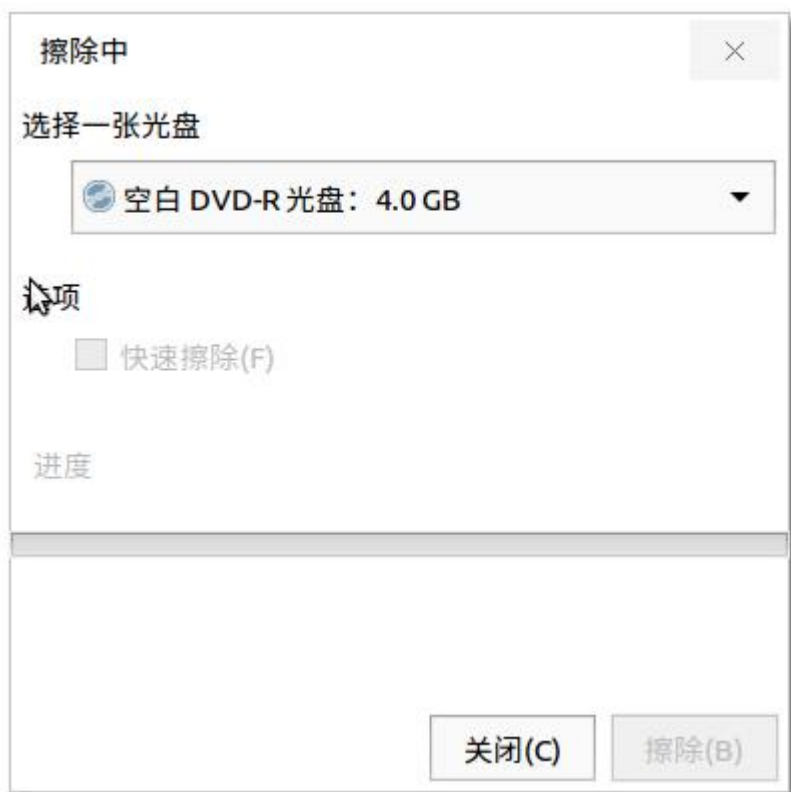 擦除中
选择一张光盘
空白 DVD-R 光盘：4.0 GB
项
快速擦除(F)
进度
关闭(C)
擦除(B)